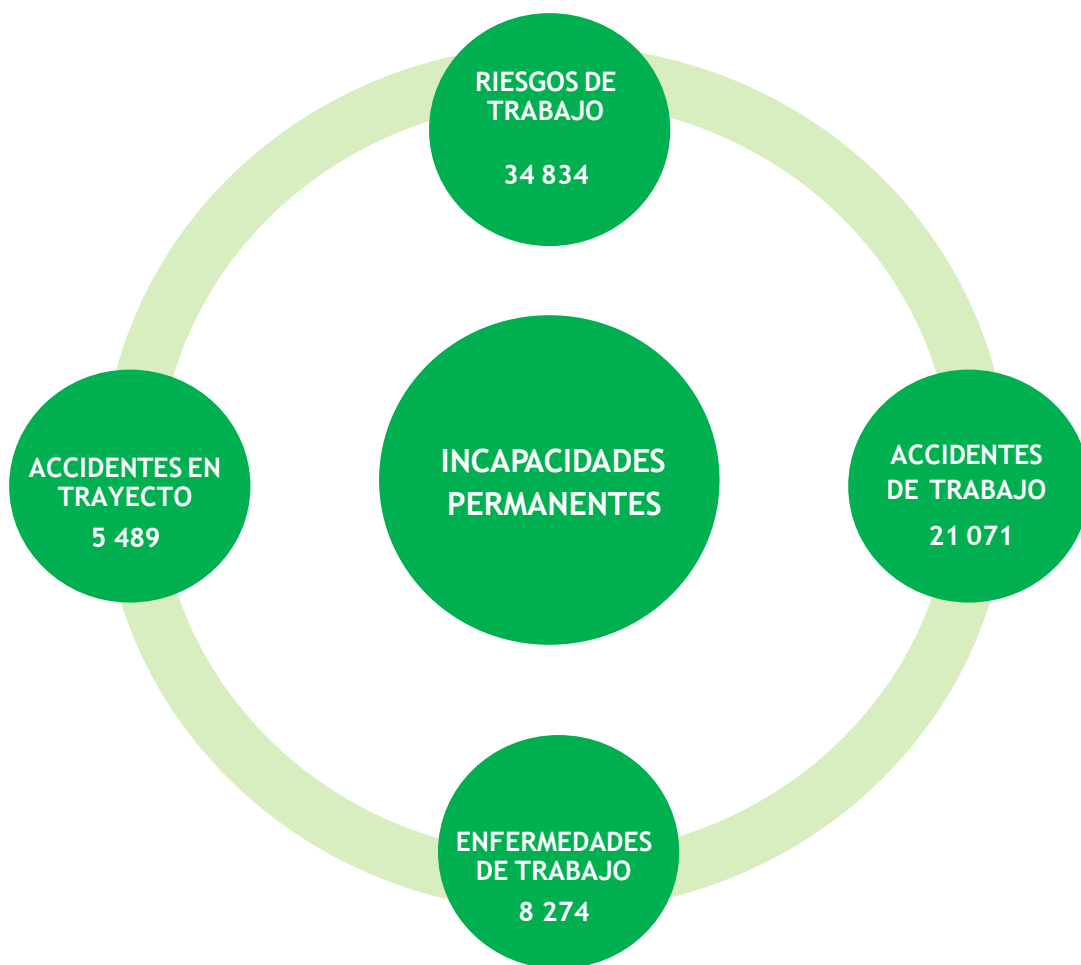 RIESGOS DE
TRABAJO
34 834
ACCIDENTES EN
TRAYECTO
5 489
INCAPACIDADES
PERMANENTES
ACCIDENTES
DE TRABAJO
21 071
ENFERMEDADES
DE TRABAJO
8 274